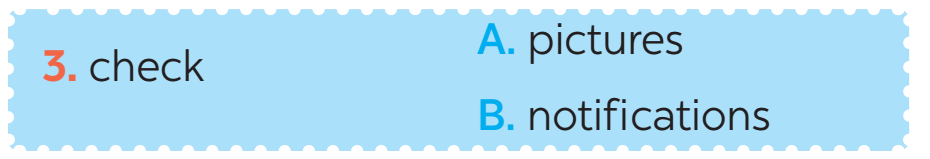 3. check
A. pictures
B. notifications